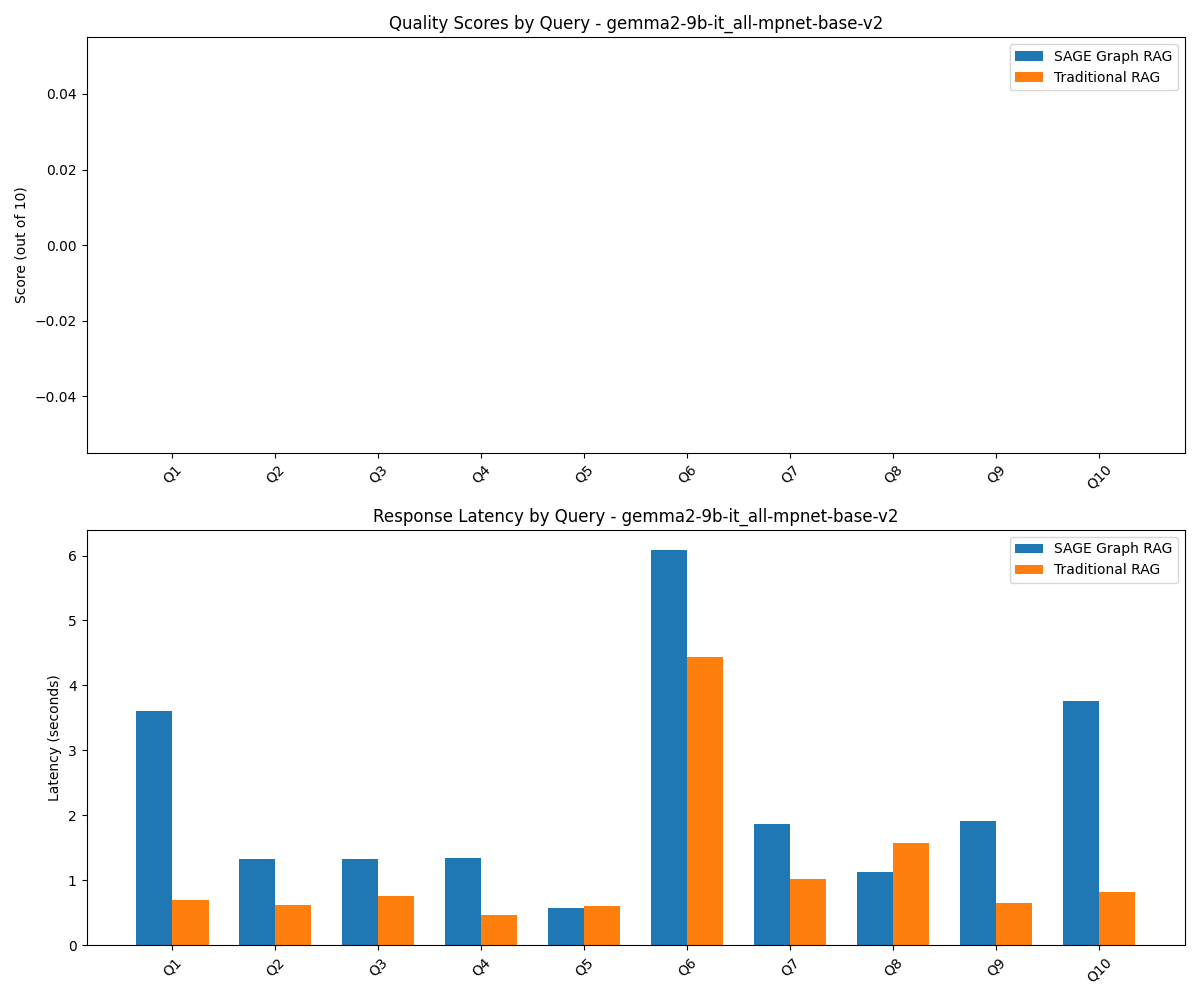 Quality Scores by Query - gemma2-9b-it_all-mpnet-base-v2
SAGE Graph RAG
Traditional RAG
Score (out of 10)
0.04
0.02
0.00
−0.02
−0.04
Q1
Q2
Q3
Q4
Q5
Q6
Q7
Q8
Q9
Q10
Response Latency by Query - gemma2-9b-it_all-mpnet-base-v2
SAGE Graph RAG
Traditional RAG
Latency (seconds)
6
5
4
3
2
1
0
Q1
Q2
Q3
Q4
Q5
Q6
Q7
Q8
Q9
Q10